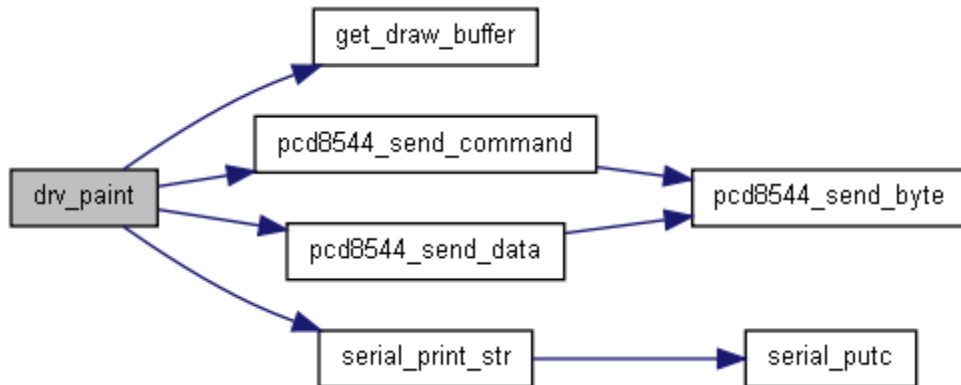 get_draw_buffer
pcd8544_send_command
drv_paint
pcd8544_send_byte
pcd8544_send_data
serial_print_str
serial_putc